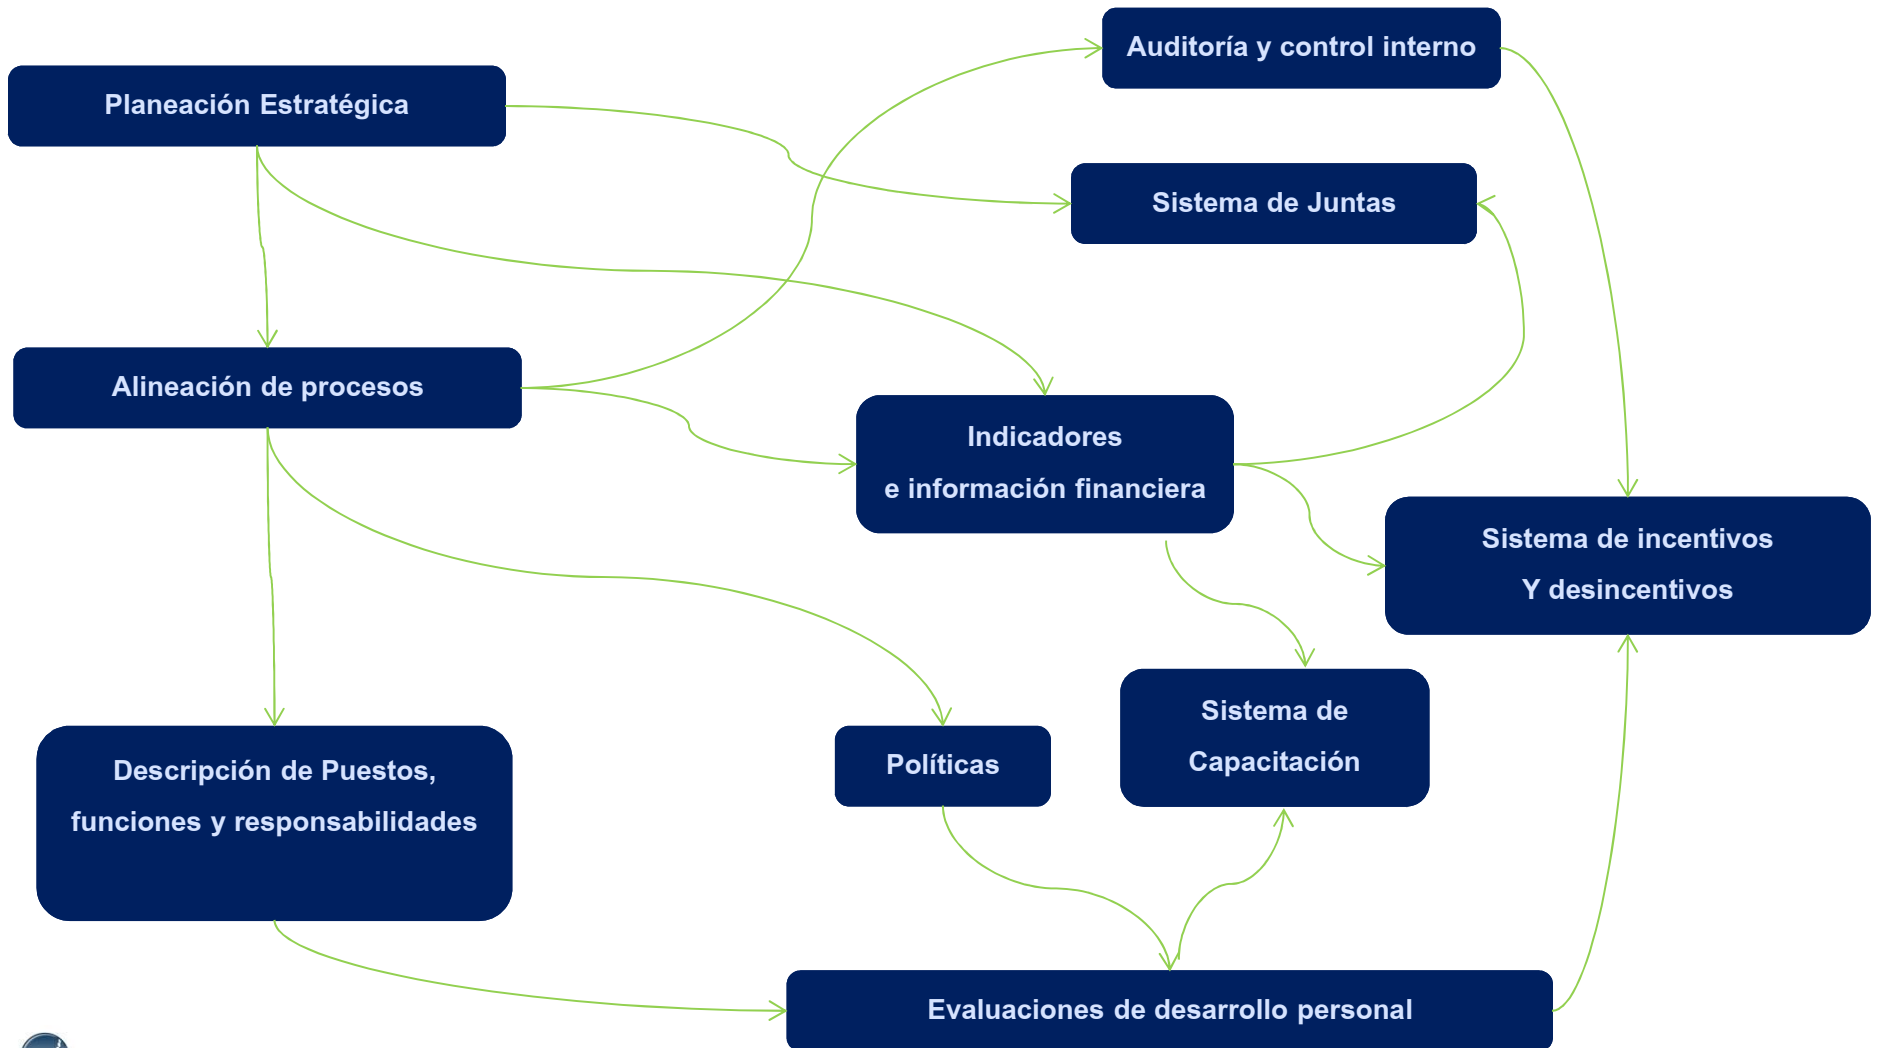 Auditoría y control interno
Planeación Estratégica
Sistema de Juntas
Alineación de procesos
Indicadores
e información financiera
Sistema de incentivos
Y desincentivos
Sistema de
Capacitación
Políticas
Descripción de Puestos,
funciones y responsabilidades
Evaluaciones de desarrollo personal